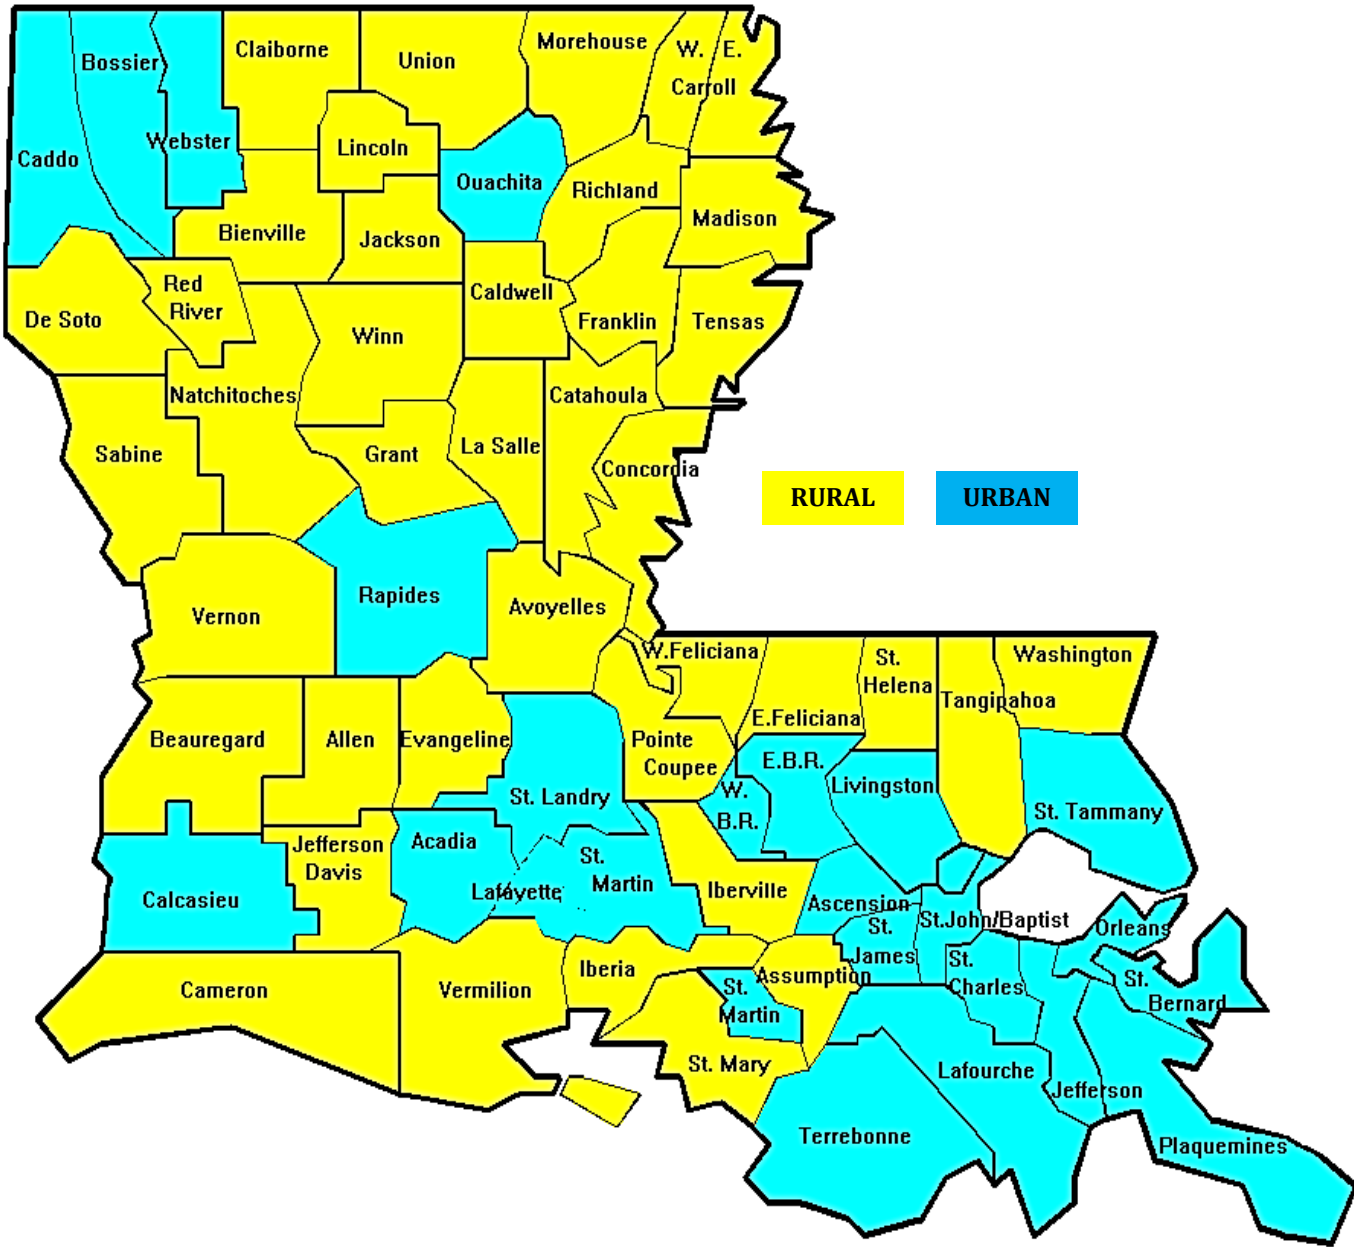 Claiborne
Union
Morehouse
W.
E.
Carroll
Bossier
Webster
Caddo
Lincoln
Ouachita
Richland
Madison
Bienville
Jackson
Red
River
De Soto
Caldwell
Winn
Franklin
Tensas
Natchitoches
Catahoula
Sabine
Grant
La Salle
Concordia
RURAL
URBAN
Vernon
Rapides
Avoyelles
W.Feliciana
St.
Helena
Washington
Tangipahoa
E.Feliciana
Beauregard
Allen
Evangeline
Pointe
Coupee
E.B.R.
W.
B.R.
Livingston
St. Landry
St. Tammany
Jefferson
Davis
Acadia
St.
Martin
Lafayette
Iberville
Calcasieu
Ascension
St.
James
St.John/Baptist
Orleans
St.
Charles
St.
Bernard
Cameron
Vermilion
Iberia
Assumption
St.
Martin
St. Mary
Lafourche
Jefferson
Terrebonne
Plaquemines